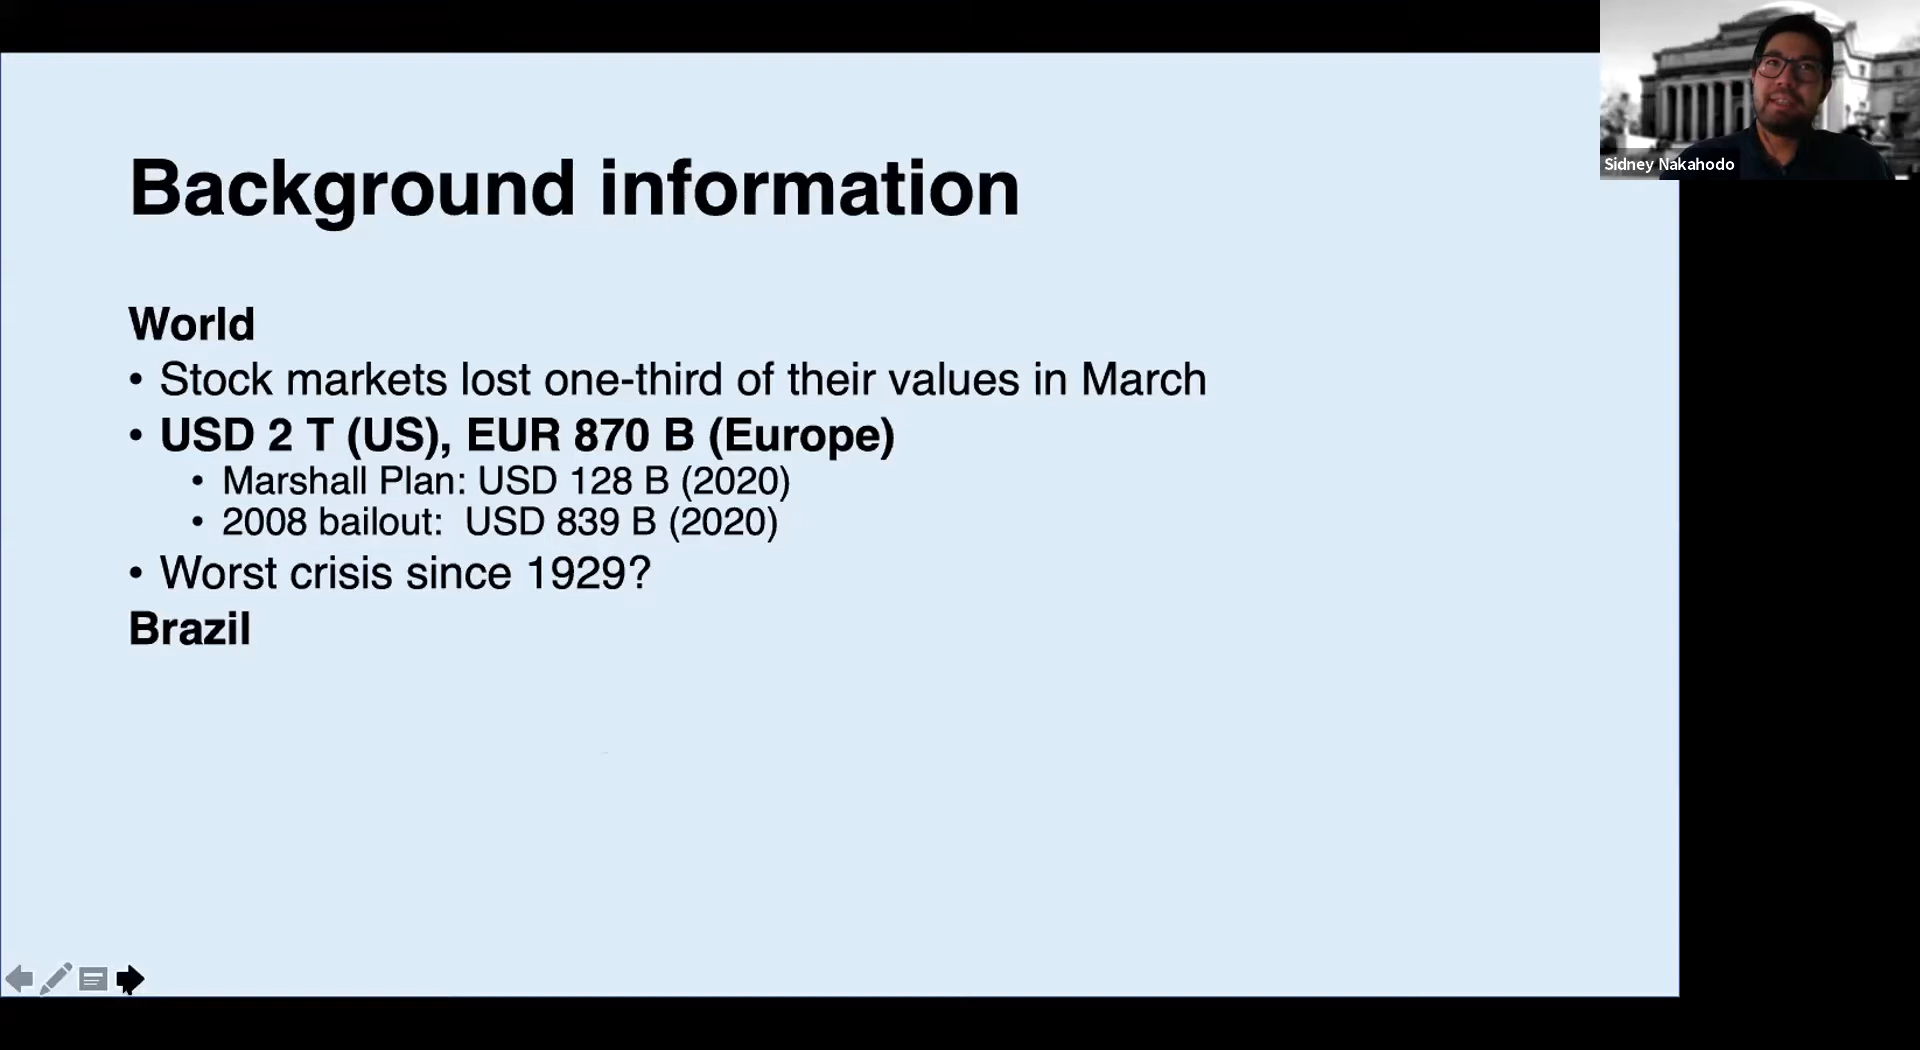 Background information
World
• Stock markets lost one-third of their values in March
• USD 2 T (US), EUR 870 B (Europe)
• Marshall Plan: USD 128 B (2020)
• 2008 bailout:  USD 839 B (2020)
• Worst crisis since 1929?
Brazil
Sidney Nakahodo